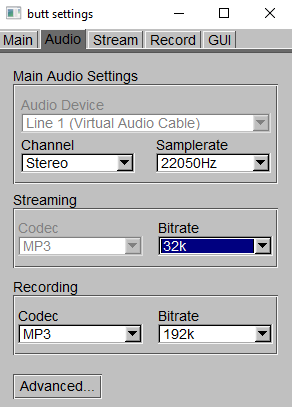 butt settings
Main Audio Stream Record GUI
Main Audio Settings
Audio Device
Line 1 (Virtual Audio Cable)
Channel Samplerate
Stereo 22050Hz
Streaming
Codec Bitrate
MP3 32k
Recording
Codec Bitrate
MP3 192k
Advanced...